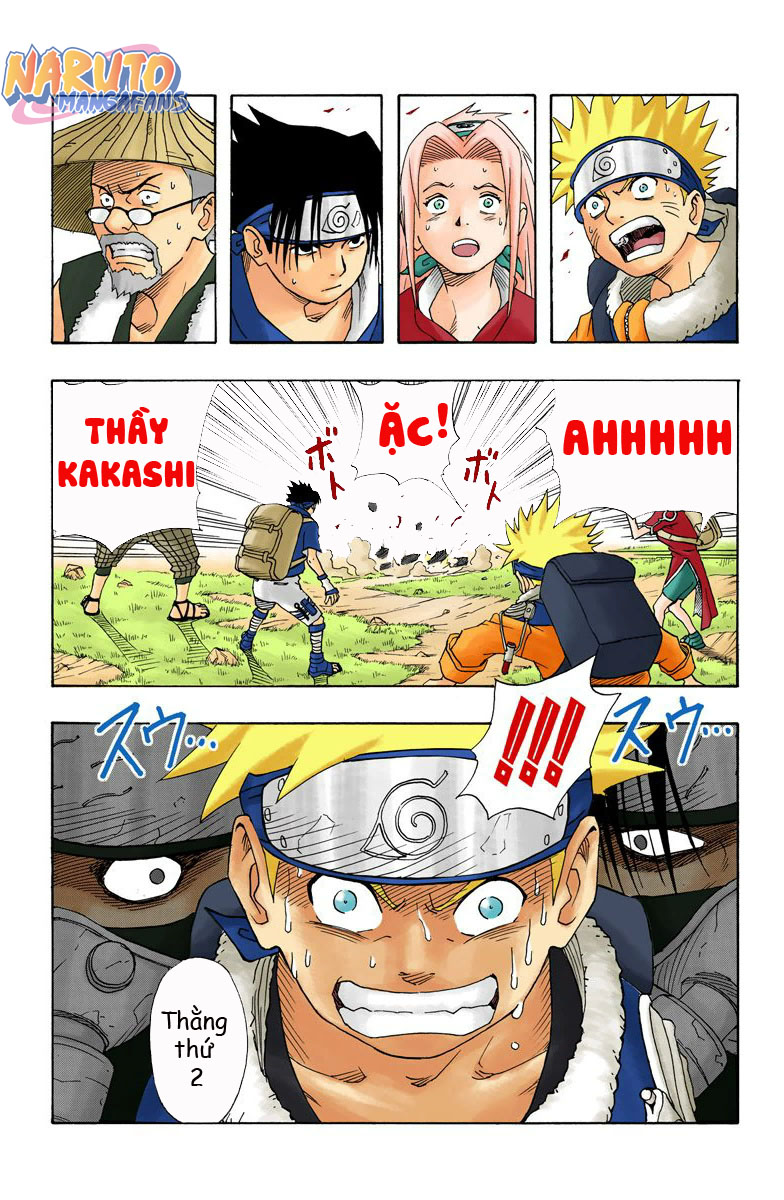 NARUTO
MANGAFANS
THẦY
KAKASHI
ẶC!
AHHHHH
ボト
ボト
!!!
スウ...
スウ...
Thằng
thứ
2